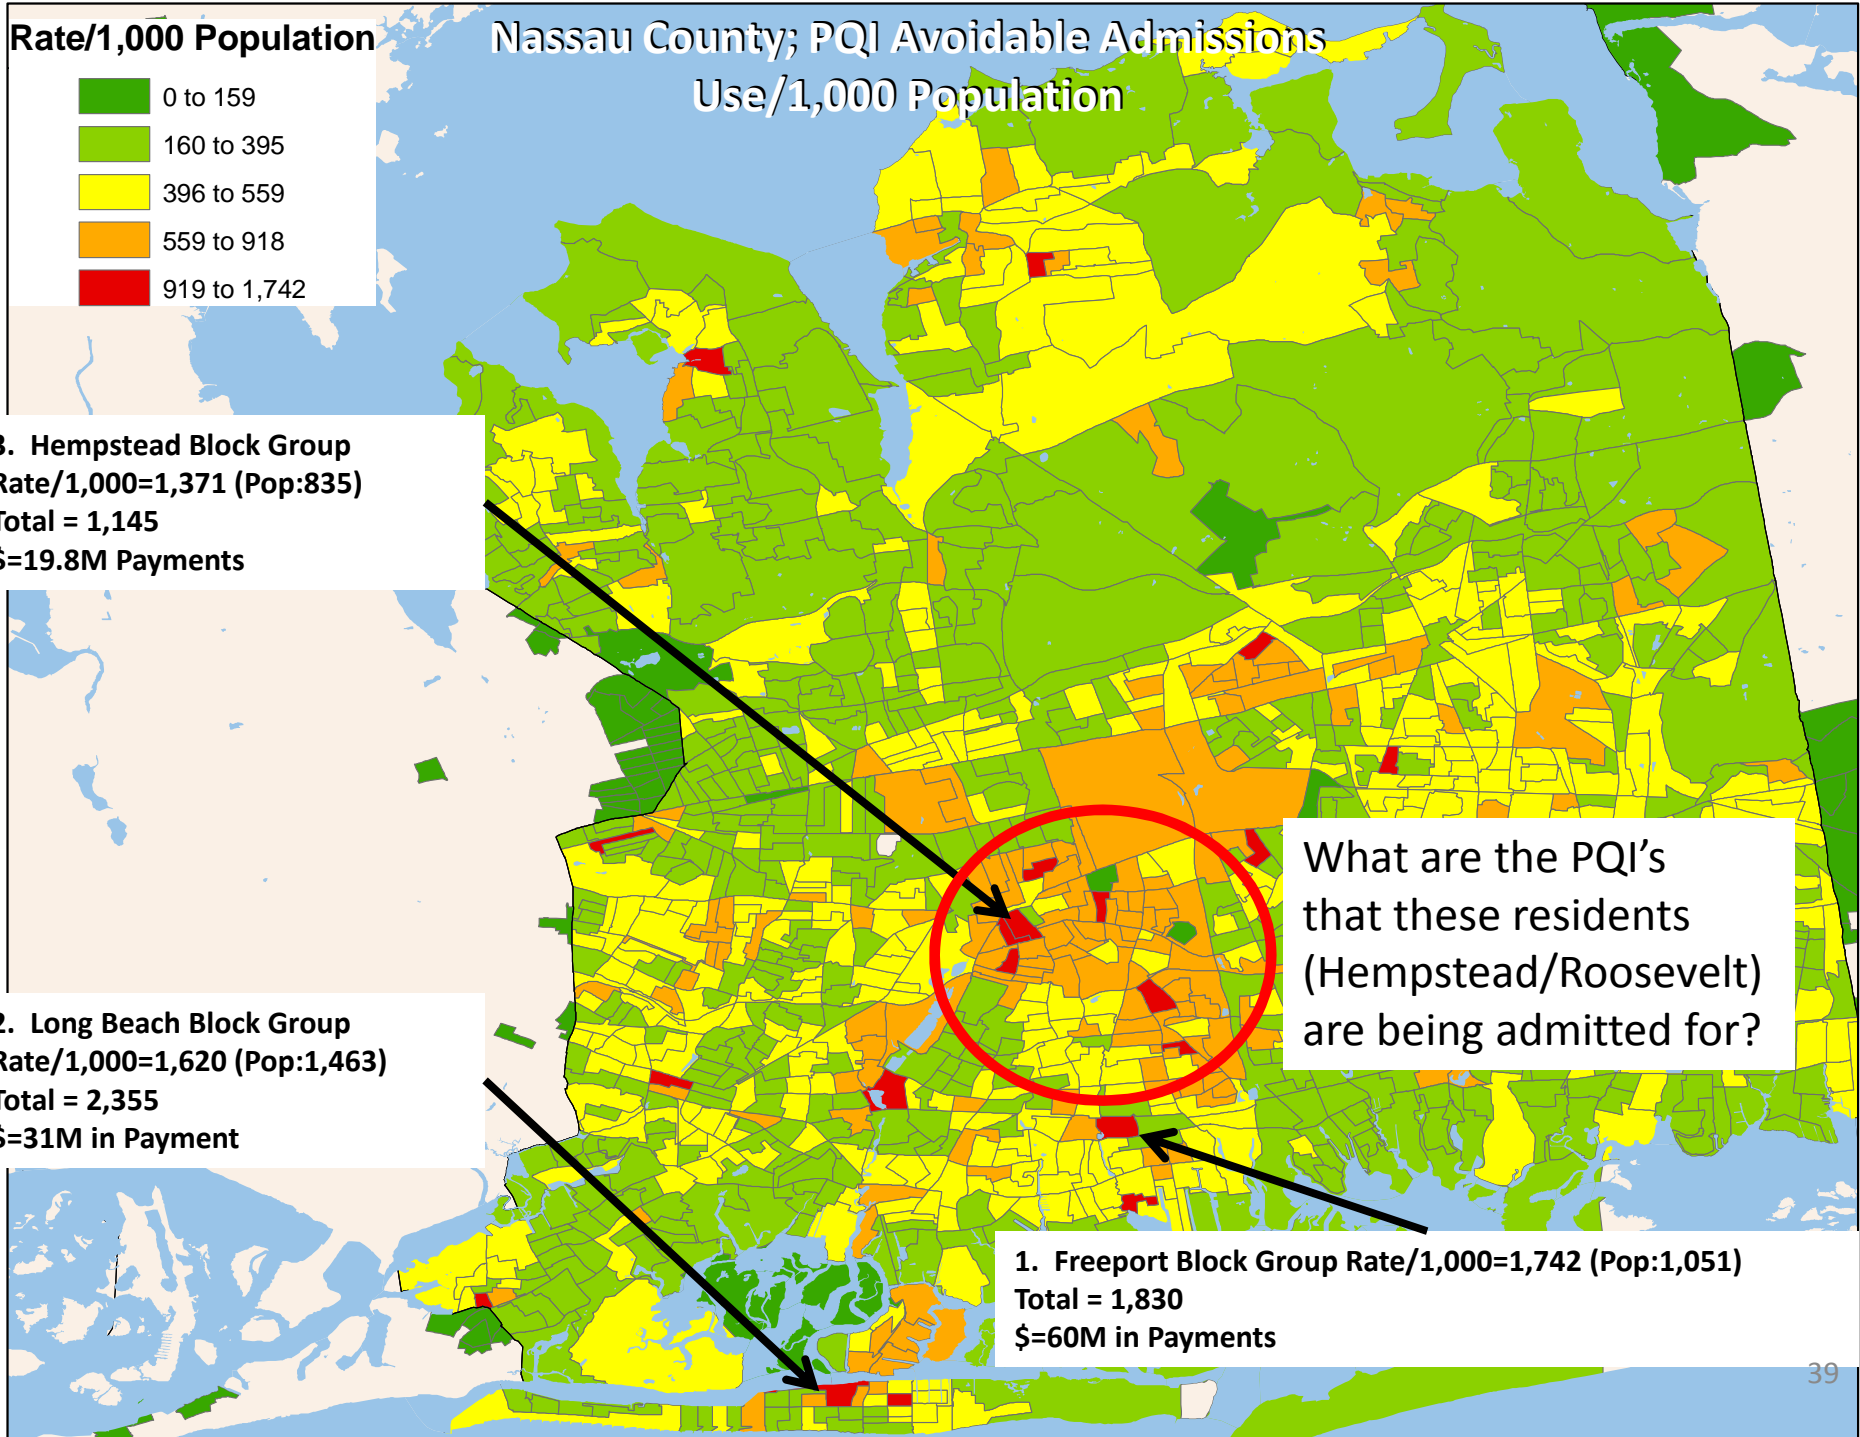 Rate/1,000 Population
0 to 159
160 to 395
396 to 559
559 to 918
919 to 1,742
Nassau County; PQI Avoidable Admissions
Use/1,000 Population
3.  Hempstead Block Group
Rate/1,000=1,371 (Pop:835)
Total = 1,145
$=19.8M Payments
What are the PQI’s
that these residents
(Hempstead/Roosevelt)
are being admitted for?
2.  Long Beach Block Group
Rate/1,000=1,620 (Pop:1,463)
Total = 2,355
$=31M in Payment
1.  Freeport Block Group Rate/1,000=1,742 (Pop:1,051)
Total = 1,830
$=60M in Payments
39